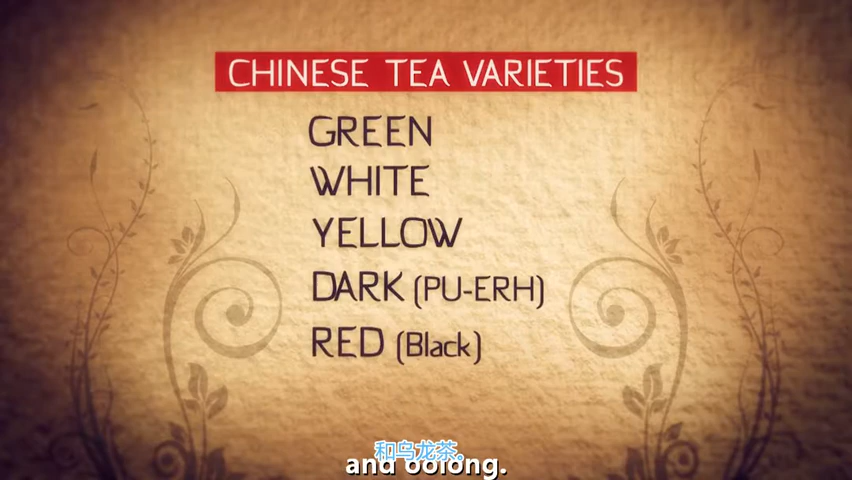 CHINESE TEA VARIETIES
GREEN
WHITE
YELLOW
DARK (PU-ERH)
RED (Black)
和乌龙茶。
and oolong.